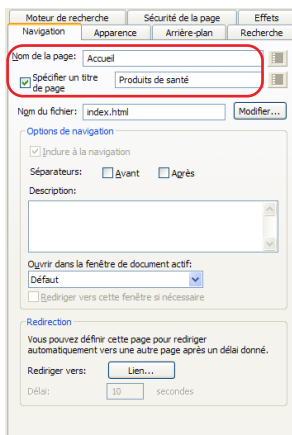 Moteur de recherche Sécurité de la page Effets
Navigation Apparence Arrière-plan Recherche
Nom de la page: Accueil
Spécifier un titre de page Produits de santé
Nom du fichier: index.html Modifier...
Options de navigation
Indure à la navigation
Séparateurs: Avant Après
Description:
Ouvrir dans la fenêtre de document actif:
Défaut
Rediriger vers cette fenêtre si nécessaire
Redirection
Vous pouvez définir cette page pour rediriger
automatiquement vers une autre page après un délai donné.
Rediriger vers: Lien...
Délai: 10 secondes